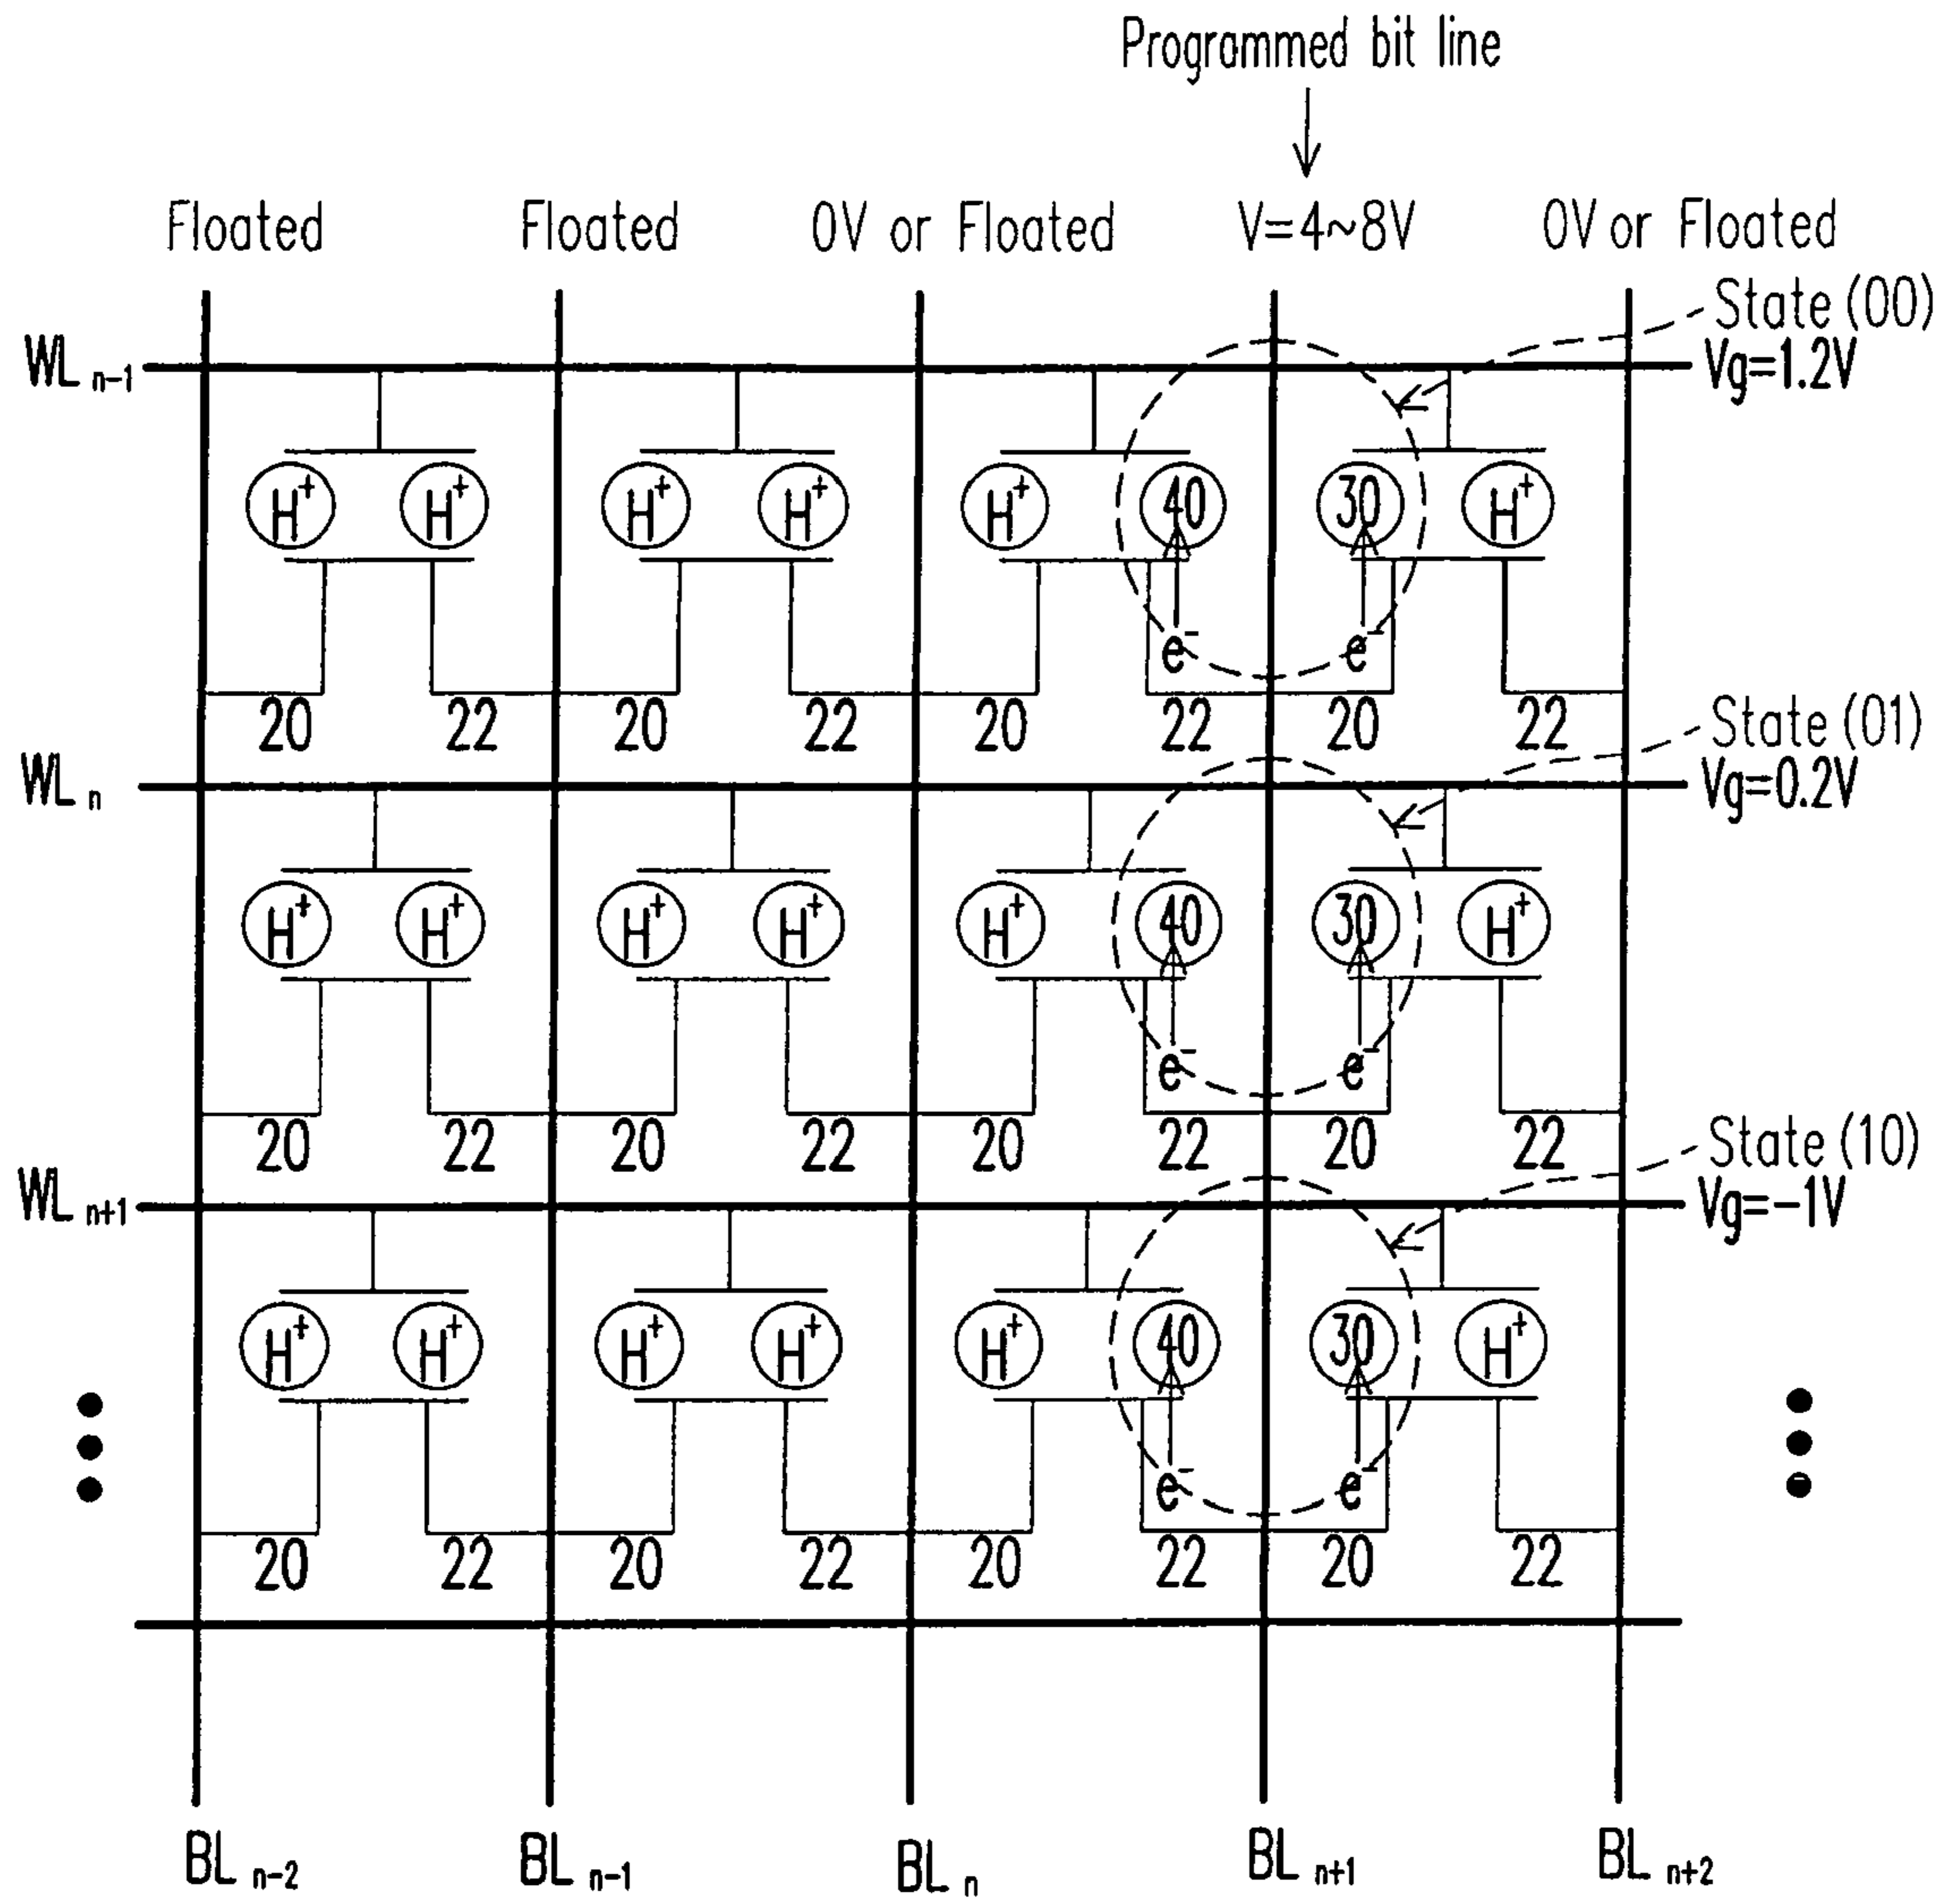 Programmed bit line
Floated Floated 0V or Floated V=4~8V 0V or Floated
State (00)
WL n-1 Vg=1.2V
H+ H+ H+ H+ H+ 40 30 H+
e- e-
20 22 20 22 20 22 20 22
State (01)
WL n Vg=0.2V
H+ H+ H+ H+ H+ 40 30 H+
e- e-
20 22 20 22 20 22 20 22
State (10)
WL n+1 Vg=-1V
H+ H+ H+ H+ H+ 40 30 H+
e- e-
20 22 20 22 20 22 20 22
BL n-2 BL n-1 BL n BL n+1 BL n+2